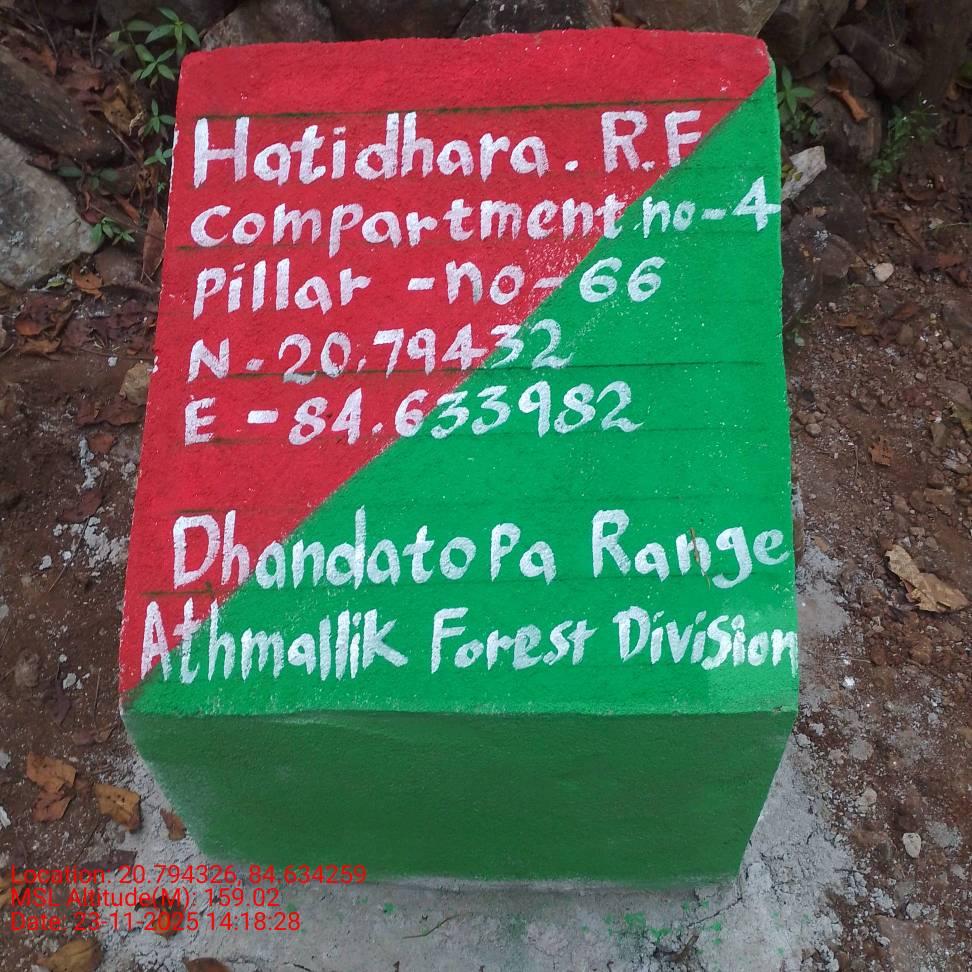 Hatidhara. R.F
Compartment no-4
Pillar -no-66
N-20.79432
E-84.633982
Dhandatopa Range
Athmallik Forest Division
Location: 20.794326, 84.634259
MSL Altitude(M): 159.02
Date: 23-11-2025 14:18:28